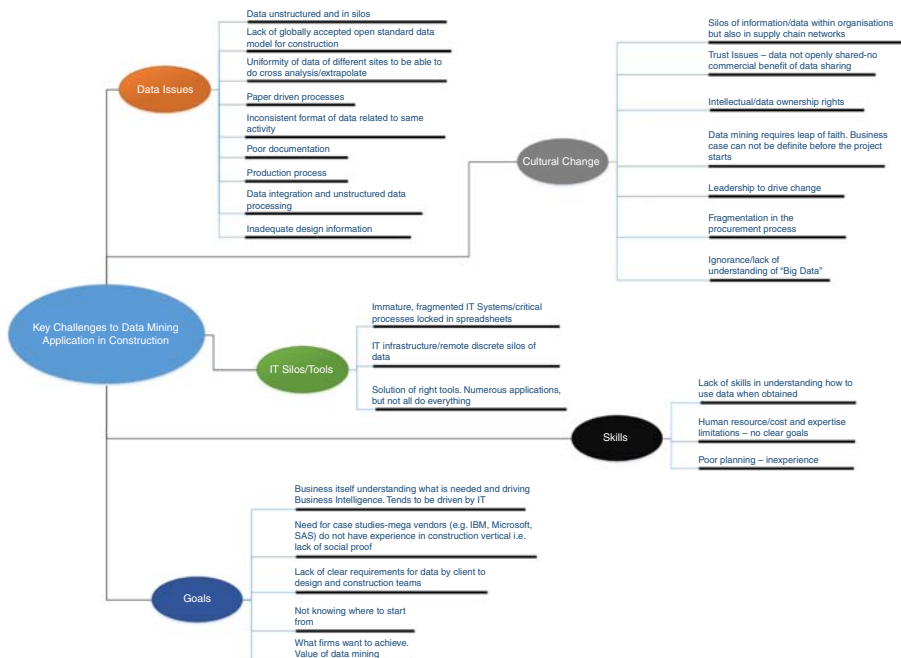 Data unstructured and in silos
Lack of globally accepted open standard data
model for construction
Uniformity of data of different sites to be able to
do cross analysis/extrapolate
Data Issues
Paper driven processes
Inconsistent format of data related to same
activity
Poor documentation
Production process
Data integration and unstructured data
processing
Inadequate design information
Silos of information/data within organisations
but also in supply chain networks
Trust Issues – data not openly shared-no
commercial benefit of data sharing
Intellectual/data ownership rights
Cultural Change
Data mining requires leap of faith. Business
case can not be definite before the project
starts
Leadership to drive change
Fragmentation in the
procurement process
Ignorance/lack of
understanding of “Big Data”
Key Challenges to Data Mining
Application in Construction
Immature, fragmented IT Systems/critical
processes locked in spreadsheets
IT Silos/Tools
IT infrastructure/remote discrete silos of
data
Solution of right tools. Numerous applications,
but not all do everything
Skills
Lack of skills in understanding how to
use data when obtained
Human resource/cost and expertise
limitations – no clear goals
Poor planning – inexperience
Business itself understanding what is needed and driving
Business Intelligence. Tends to be driven by IT
Need for case studies-mega vendors (e.g. IBM, Microsoft,
SAS) do not have experience in construction vertical i.e.
lack of social proof
Goals
Lack of clear requirements for data by client to
design and construction teams
Not knowing where to start
from
What firms want to achieve.
Value of data mining